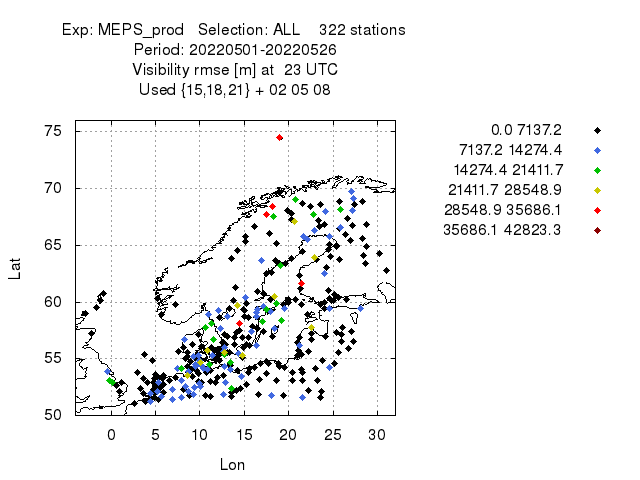 Exp: MEPS_prod   Selection: ALL    322 stations
Period: 20220501-20220526
Visibility rmse [m] at  23 UTC
Used {15,18,21} + 02 05 08
0.0 7137.2
7137.2 14274.4
14274.4 21411.7
21411.7 28548.9
28548.9 35686.1
35686.1 42823.3
75
70
65
60
55
50
Lat
0 5 10 15 20 25 30
Lon